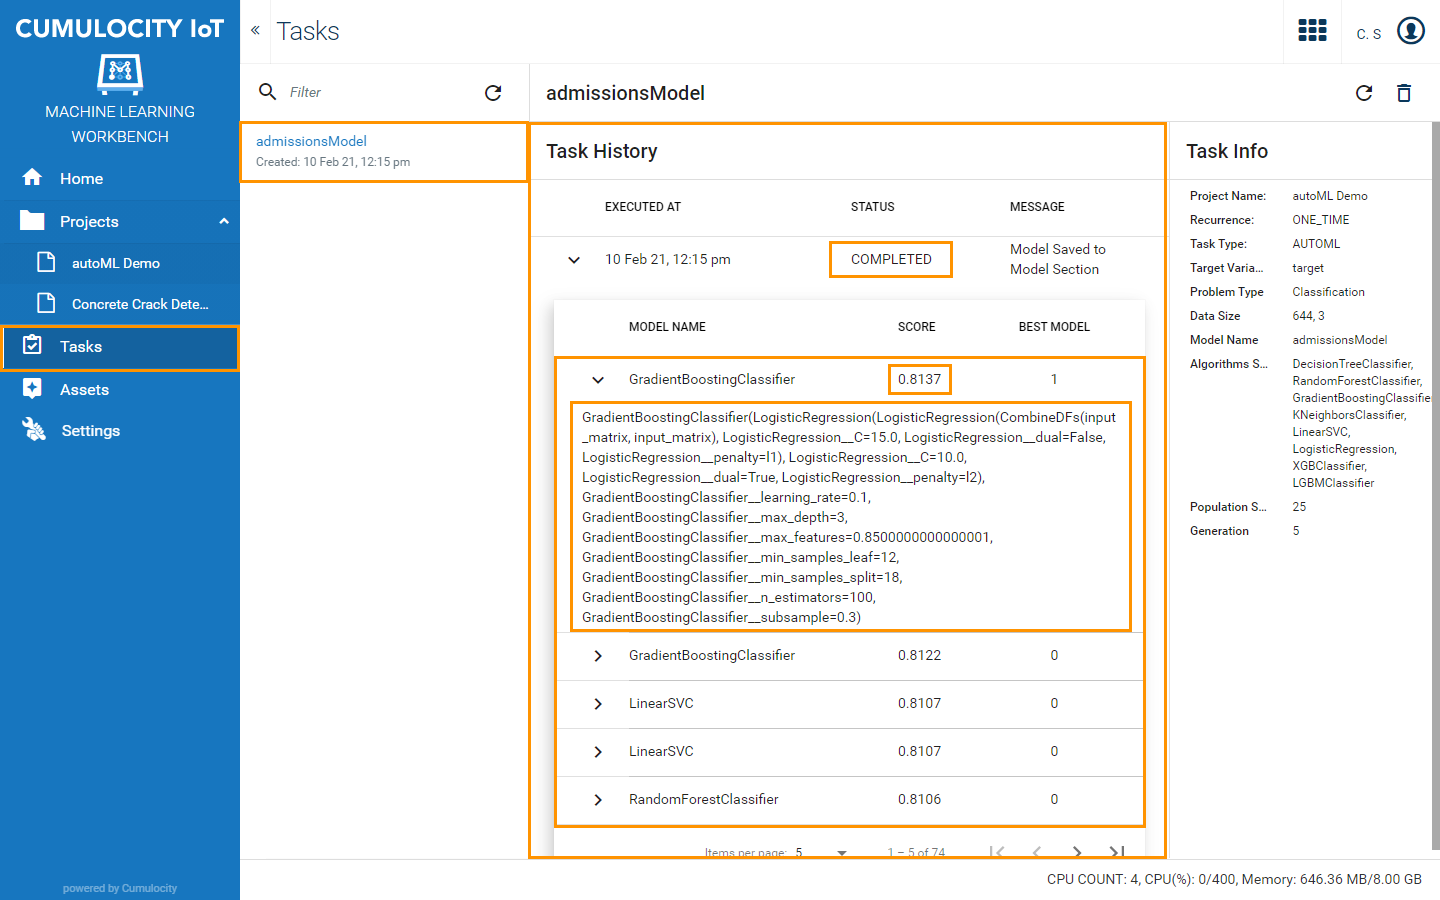 CUMULOCITY IoT
MACHINE LEARNING
WORKBENCH
Home
Projects
autoML Demo
Concrete Crack Dete...
Tasks
Assets
Settings
powered by Cumulocity
«
Tasks
C. S
Filter
admissionsModel
Created: 10 Feb 21, 12:15 pm
admissionsModel
Task History
EXECUTED AT STATUS MESSAGE
10 Feb 21, 12:15 pm COMPLETED Model Saved to
Model Section
MODEL NAME SCORE BEST MODEL
GradientBoostingClassifier 0.8137 1
GradientBoostingClassifier(LogisticRegression(LogisticRegression(CombineDFs(input
_matrix, input_matrix), LogisticRegression__C=15.0, LogisticRegression__dual=False,
LogisticRegression__penalty=l1), LogisticRegression__C=10.0,
LogisticRegression__dual=True, LogisticRegression__penalty=l2),
GradientBoostingClassifier__learning_rate=0.1,
GradientBoostingClassifier__max_depth=3,
GradientBoostingClassifier__max_features=0.8500000000000001,
GradientBoostingClassifier__min_samples_leaf=12,
GradientBoostingClassifier__min_samples_split=18,
GradientBoostingClassifier__n_estimators=100,
GradientBoostingClassifier__subsample=0.3)
GradientBoostingClassifier 0.8122 0
LinearSVC 0.8107 0
LinearSVC 0.8107 0
RandomForestClassifier 0.8106 0
Items per page: 5 1 – 5 of 74
Task Info
Project Name: autoML Demo
Recurrence: ONE_TIME
Task Type: AUTOML
Target Varia... target
Problem Type Classification
Data Size 644, 3
Model Name admissionsModel
Algorithms S... DecisionTreeClassifier,
RandomForestClassifier,
GradientBoostingClassifie
KNeighborsClassifier,
LinearSVC,
LogisticRegression,
XGBClassifier,
LGBMClassifier
Population S... 25
Generation 5
CPU COUNT: 4, CPU(%): 0/400, Memory: 646.36 MB/8.00 GB